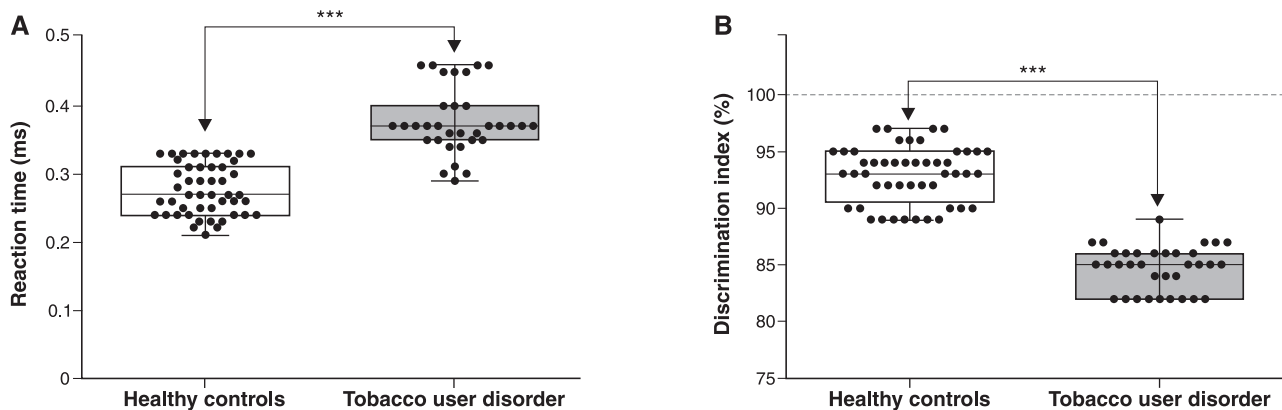 A
Reaction time (ms)
0.5
0.4
0.3
0.2
0.1
0
***
Healthy controls
Tobacco user disorder
B
Discrimination index (%)
100
95
90
85
80
75
***
Healthy controls
Tobacco user disorder